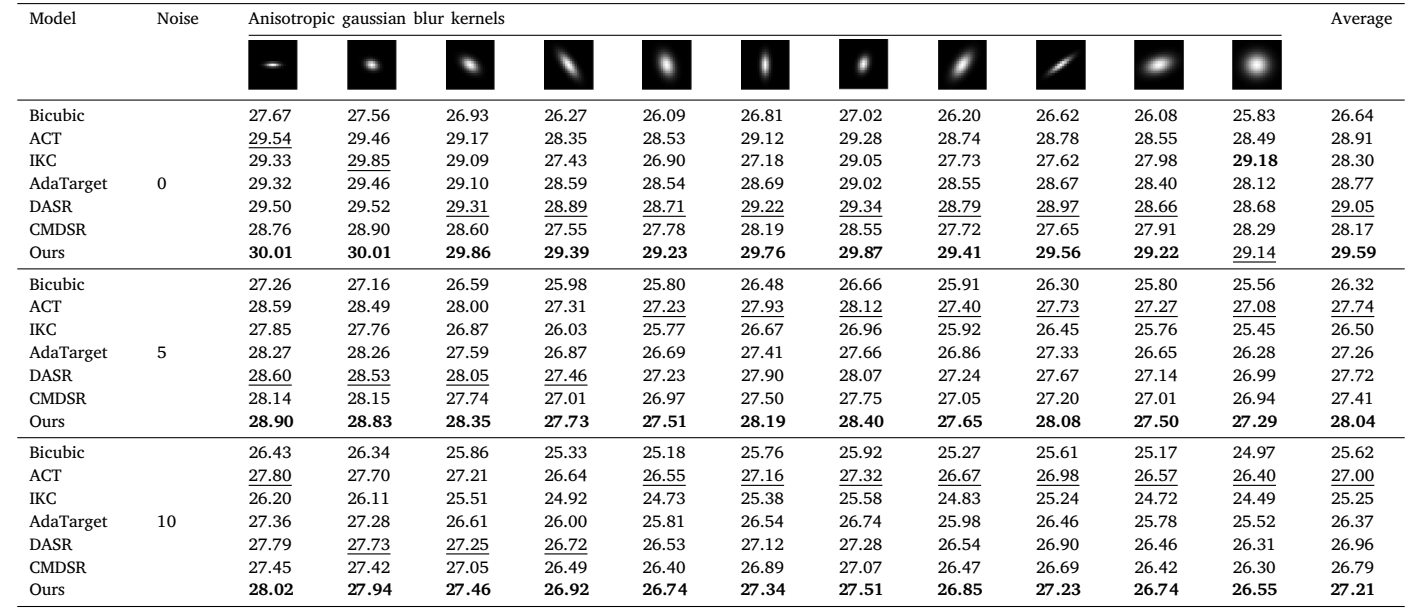 Model Noise Anisotropic gaussian blur kernels Average
Bicubic 27.67 27.56 26.93 26.27 26.09 26.81 27.02 26.20 26.62 26.08 25.83 26.64
ACT 29.54 29.46 29.17 28.35 28.53 29.12 29.28 28.74 28.78 28.55 28.49 28.91
IKC 29.33 29.85 29.09 27.43 26.90 27.18 29.05 27.73 27.62 27.98 29.18 28.30
AdaTarget 0 29.32 29.46 29.10 28.59 28.54 28.69 29.02 28.55 28.67 28.40 28.12 28.77
DASR 29.50 29.52 29.31 28.89 28.71 29.22 29.34 28.79 28.97 28.66 28.68 29.05
CMDSR 28.76 28.90 28.60 27.55 27.78 28.19 28.55 27.72 27.65 27.91 28.29 28.17
Ours 30.01 30.01 29.86 29.39 29.23 29.76 29.87 29.41 29.56 29.22 29.14 29.59
Bicubic 27.26 27.16 26.59 25.98 25.80 26.48 26.66 25.91 26.30 25.80 25.56 26.32
ACT 28.59 28.49 28.00 27.31 27.23 27.93 28.12 27.40 27.73 27.27 27.08 27.74
IKC 27.85 27.76 26.87 26.03 25.77 26.67 26.96 25.92 26.45 25.76 25.45 26.50
AdaTarget 5 28.27 28.26 27.59 26.87 26.69 27.41 27.66 26.86 27.33 26.65 26.28 27.26
DASR 28.60 28.53 28.05 27.46 27.23 27.90 28.07 27.24 27.67 27.14 26.99 27.72
CMDSR 28.14 28.15 27.74 27.01 26.97 27.50 27.75 27.05 27.20 27.01 26.94 27.41
Ours 28.90 28.83 28.35 27.73 27.51 28.19 28.40 27.65 28.08 27.50 27.29 28.04
Bicubic 26.43 26.34 25.86 25.33 25.18 25.76 25.92 25.27 25.61 25.17 24.97 25.62
ACT 27.80 27.70 27.21 26.64 26.55 27.16 27.32 26.67 26.98 26.57 26.40 27.00
IKC 26.20 26.11 25.51 24.92 24.73 25.38 25.58 24.83 25.24 24.72 24.49 25.25
AdaTarget 10 27.36 27.28 26.61 26.00 25.81 26.54 26.74 25.98 26.46 25.78 25.52 26.37
DASR 27.79 27.73 27.25 26.72 26.53 27.12 27.28 26.54 26.90 26.46 26.31 26.96
CMDSR 27.45 27.42 27.05 26.49 26.40 26.89 27.07 26.47 26.69 26.42 26.30 26.79
Ours 28.02 27.94 27.46 26.92 26.74 27.34 27.51 26.85 27.23 26.74 26.55 27.21